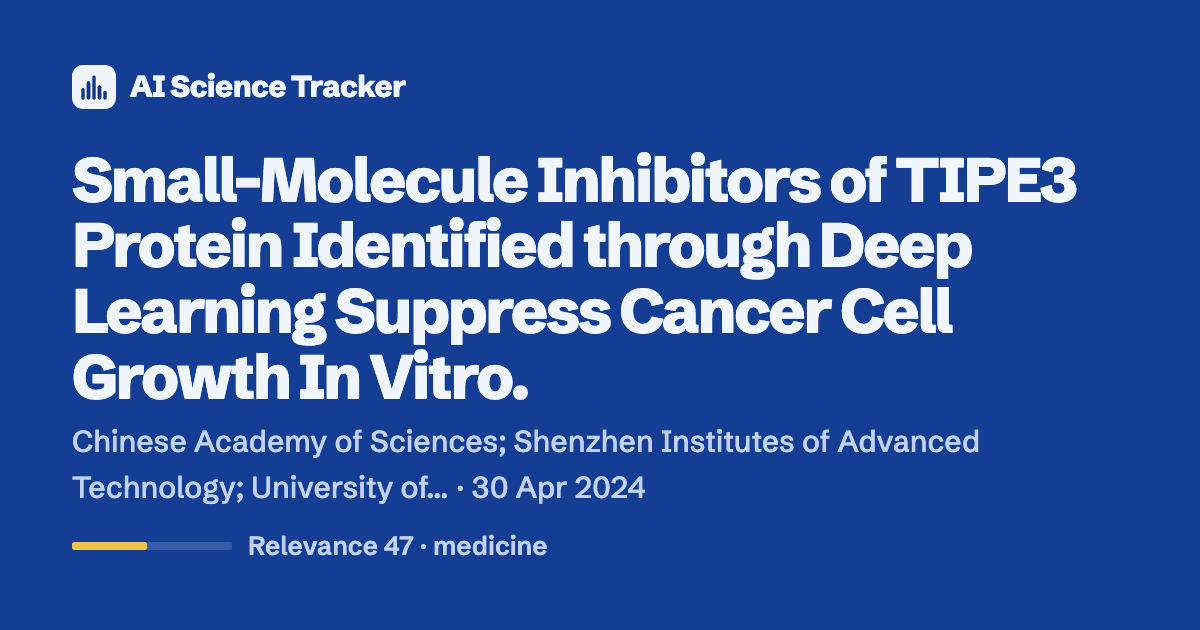 AI Science Tracker
Small-Molecule Inhibitors of TIPE3
Protein Identified through Deep
Learning Suppress Cancer Cell
Growth In Vitro.
Chinese Academy of Sciences; Shenzhen Institutes of Advanced
Technology; University of... · 30 Apr 2024
Relevance 47 · medicine